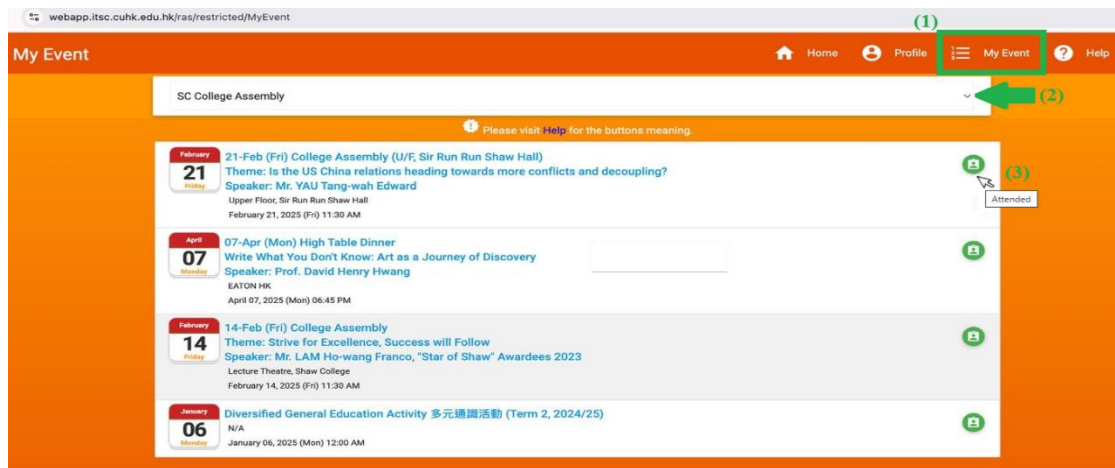 webapp.itsc.cuhk.edu.hk/ras/restricted/MyEvent
(1)
My Event
Home
Profile
My Event
Help
SC College Assembly
(2)
Please visit Help for the buttons meaning.
February
21
Friday
21-Feb (Fri) College Assembly (U/F, Sir Run Run Shaw Hall)
Theme: Is the US China relations heading towards more conflicts and decoupling?
Speaker: Mr. YAU Tang-wah Edward
Upper Floor, Sir Run Run Shaw Hall
February 21, 2025 (Fri) 11:30 AM
(3)
Attended
April
07
Monday
07-Apr (Mon) High Table Dinner
Write What You Don't Know: Art as a Journey of Discovery
Speaker: Prof. David Henry Hwang
EATON HK
April 07, 2025 (Mon) 06:45 PM
February
14
Friday
14-Feb (Fri) College Assembly
Theme: Strive for Excellence, Success will Follow
Speaker: Mr. LAM Ho-wang Franco, "Star of Shaw" Awardees 2023
Lecture Theatre, Shaw College
February 14, 2025 (Fri) 11:30 AM
January
06
Monday
Diversified General Education Activity 多元通識活動 (Term 2, 2024/25)
N/A
January 06, 2025 (Mon) 12:00 AM